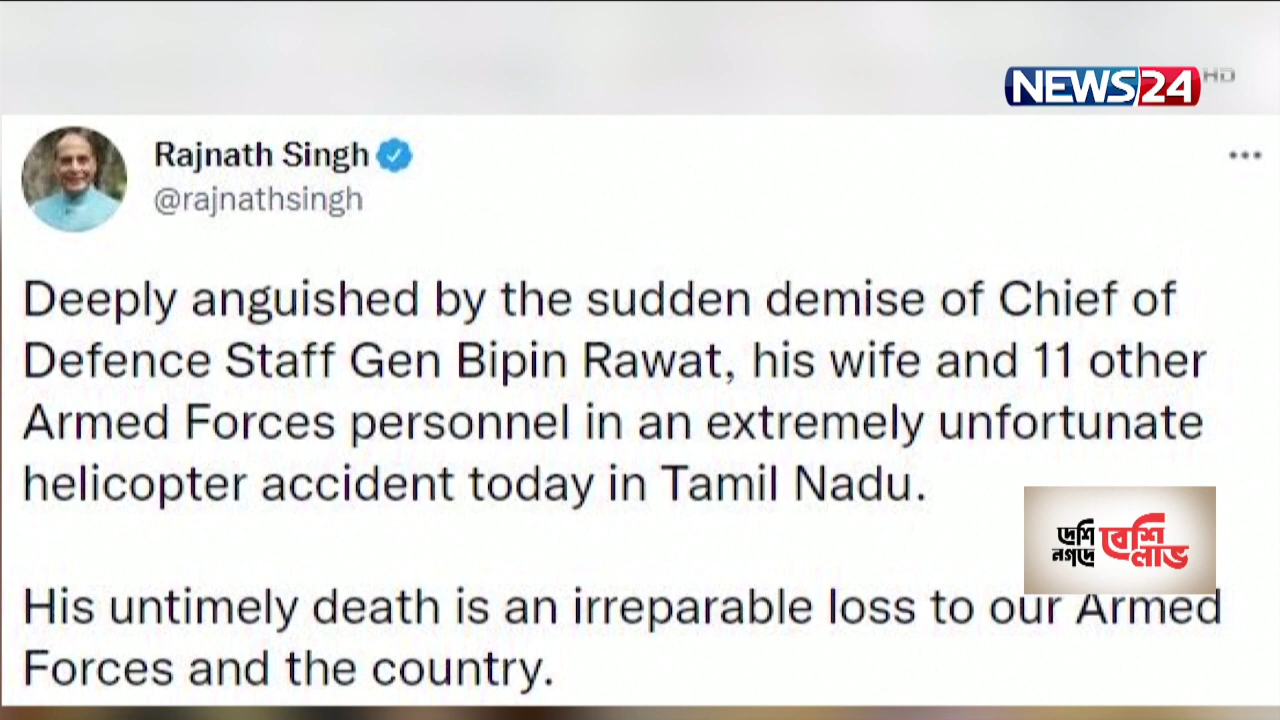 NEWS24 HD
Rajnath Singh
@rajnathsingh
Deeply anguished by the sudden demise of Chief of
Defence Staff Gen Bipin Rawat, his wife and 11 other
Armed Forces personnel in an extremely unfortunate
helicopter accident today in Tamil Nadu.
দেশি বেশি
নগদে লাভ
His untimely death is an irreparable loss to our Armed
Forces and the country.